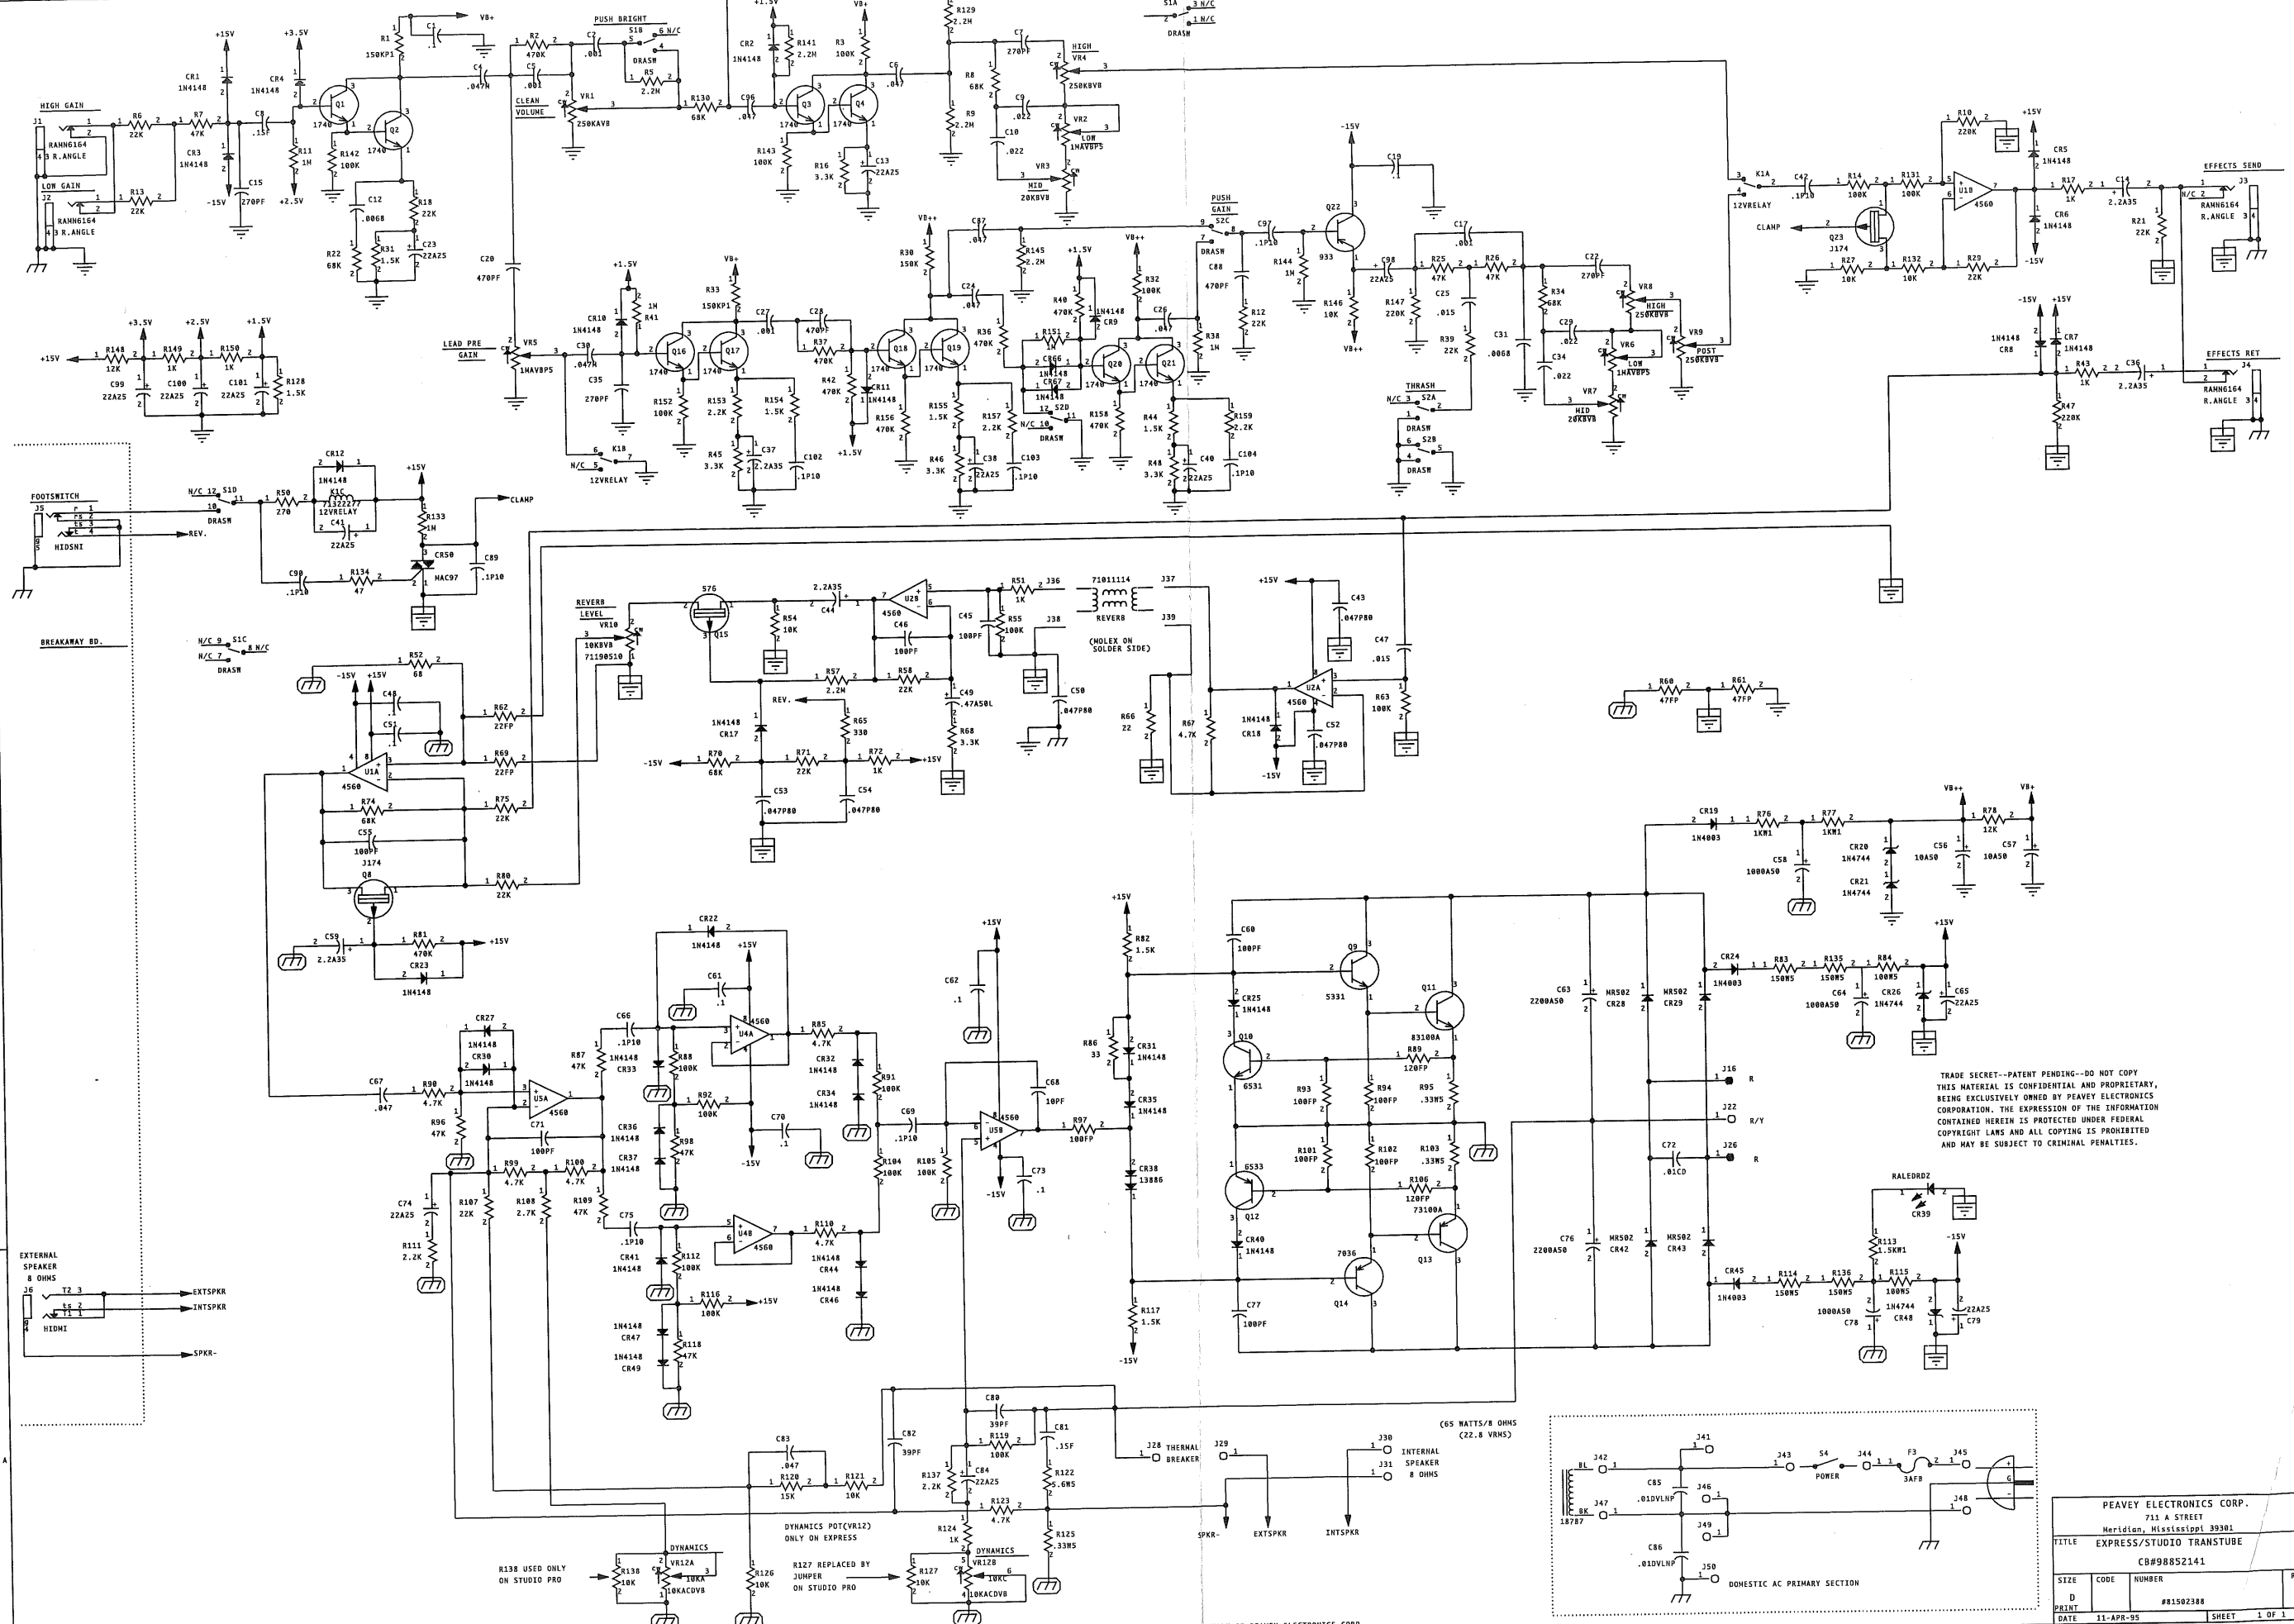 HIGH GAIN
J1
RAMN6164
R.ANGLE
LOW GAIN
J2
RAMN6164
R.ANGLE
R6
22K
R13
22K
R7
47K
+15V
CR1
1N4148
CR3
1N4148
-15V
C15
270PF
C8
.15F
+3.5V
CR4
1N4148
R11
1M
+2.5V
Q1
1740
R142
100K
Q2
1740
R1
150KP1
VB+
C1
.1
C12
.0068
R22
68K
R31
1.5K
R18
22K
C23
22A25
C4
.047M
C20
470PF
R2
470K
C5
.001
C2
.001
PUSH BRIGHT
S1B
6 N/C
DRASW
R5
2.2M
CLEAN
VOLUME
VR1
250KAVB
R130
68K
C96
.047
+1.5V
CR2
1N4148
R141
2.2M
VB+
R3
100K
Q3
1740
Q4
1740
R143
100K
R16
3.3K
C13
22A25
C6
.047
R129
2.2M
R9
2.2M
R8
68K
C7
270PF
C9
.022
C10
.022
HIGH
VR4
250KBVB
VR2
LOW
1MAVBP5
VR3
MID
20KBVB
S1A
3 N/C
1 N/C
DRASW
+15V
R148
12K
+3.5V
R149
1K
+2.5V
R150
1K
+1.5V
C99
22A25
C100
22A25
C101
22A25
R128
1.5K
LEAD PRE
GAIN
VR5
1MAVBP5
C30
.047M
C35
270PF
+1.5V
CR10
1N4148
1M
R41
Q16
1740
Q17
1740
VB+
R33
150KP1
R152
100K
R153
2.2K
R154
1.5K
R45
3.3K
C37
2.2A35
C102
.1P10
K1B
N/C 5
12VRELAY
C27
.001
C28
470PF
R37
470K
R42
470K
CR11
1N4148
+1.5V
Q18
1740
Q19
1740
VB++
R30
150K
C87
.047
C24
.047
R156
470K
R155
1.5K
R46
3.3K
C38
22A25
R157
2.2K
C103
.1P10
R36
470K
R145
2.2M
R151
1M
CR66
1N4148
CR67
1N4148
S2D
N/C 10
DRASW
+1.5V
R40
470K
1N4148
CR9
VB++
R32
100K
Q20
1740
Q21
1740
C26
.047
R158
470K
R44
1.5K
R48
3.3K
C40
22A25
R159
2.2K
C104
.1P10
R38
1M
PUSH
GAIN
S2C
DRASW
C88
470PF
R12
22K
C97
.1P10
R144
1M
-15V
Q22
933
C19
.1
R146
10K
VB++
C98
22A25
R147
220K
C17
.001
R25
47K
R26
47K
C25
.015
R39
22K
C31
.0068
THRASH
S2A
N/C 3
DRASW
S2B
DRASW
R34
68K
C22
270PF
C29
.022
C34
.022
VR8
HIGH
250KBVB
VR6
LOW
1MAVBP5
VR7
MID
20KBVB
VR9
POST
250KBVB
K1A
12VRELAY
C42
.1P10
R14
100K
R131
100K
CLAMP
Q23
J174
R27
10K
R132
10K
R29
22K
U1B
4560
R10
220K
+15V
CR5
1N4148
CR6
1N4148
-15V
R17
1K
C14
2.2A35
R21
22K
EFFECTS SEND
J3
N/C 2
RAMN6164
R.ANGLE
-15V
+15V
1N4148
CR8
CR7
1N4148
R43
1K
C36
2.2A35
R47
220K
EFFECTS RET
J4
RAMN6164
R.ANGLE
FOOTSWITCH
J5
HIDSNI
REV.
BREAKAWAY BD.
N/C 12
S1D
DRASW
R50
270
CR12
1N4148
K1C
71322277
12VRELAY
C41
22A25
+15V
R133
1M
CLAMP
CR50
MAC97
C89
.1P10
C90
.1P10
R134
47
N/C 9
S1C
8 N/C
N/C 7
DRASW
R52
68
-15V
+15V
C48
.1
C51
.1
U1A
4560
R62
22FP
R69
22FP
R74
68K
R75
22K
C55
100PF
J174
Q8
R80
22K
C59
2.2A35
R81
470K
+15V
CR23
1N4148
REVERB
LEVEL
VR10
10KBVB
71190510
576
Q15
R54
10K
2.2A35
C44
U2B
4560
C46
100PF
R57
2.2M
R58
22K
REV.
1N4148
CR17
R65
330
-15V
R70
68K
R71
22K
R72
1K
+15V
C53
.047P80
C54
.047P80
C49
.47A50L
R68
3.3K
C45
100PF
R55
100K
R51
1K
J36
J38
C50
.047P80
71011114
REVERB
(MOLEX ON
SOLDER SIDE)
J37
J39
R66
22
R67
4.7K
+15V
C43
.047P80
U2A
4560
1N4148
CR18
-15V
C52
.047P80
C47
.015
R63
100K
R60
47FP
R61
47FP
CR19
1N4003
R76
1KW1
R77
1KW1
C58
1000A50
CR20
1N4744
CR21
1N4744
VB++
C56
10A50
R78
12K
VB+
C57
10A50
CR24
1N4003
R83
150W5
R135
150W5
R84
100W5
C64
1000A50
CR26
1N4744
+15V
C65
22A25
J16
R
J22
R/Y
J26
R
C72
.01CD
C63
2200A50
MR502
CR28
MR502
CR29
C76
2200A50
MR502
CR42
MR502
CR43
TRADE SECRET--PATENT PENDING--DO NOT COPY
THIS MATERIAL IS CONFIDENTIAL AND PROPRIETARY,
BEING EXCLUSIVELY OWNED BY PEAVEY ELECTRONICS
CORPORATION. THE EXPRESSION OF THE INFORMATION
CONTAINED HEREIN IS PROTECTED UNDER FEDERAL
COPYRIGHT LAWS AND ALL COPYING IS PROHIBITED
AND MAY BE SUBJECT TO CRIMINAL PENALTIES.
RALEDRD2
CR39
R113
1.5KW1
CR45
1N4003
R114
150W5
R136
150W5
R115
100W5
1000A50
C78
1N4744
CR48
-15V
22A25
C79
C67
.047
R90
4.7K
R96
47K
CR27
1N4148
CR30
1N4148
U5A
4560
C71
100PF
R99
4.7K
R100
4.7K
C74
22A25
R111
2.2K
R107
22K
R108
2.7K
R87
47K
R109
47K
C66
.1P10
CR22
1N4148
1N4148
CR33
R88
100K
C61
.1
+15V
4560
U4A
R92
100K
CR36
1N4148
CR37
1N4148
R98
47K
C70
.1
-15V
C75
.1P10
CR41
1N4148
R112
100K
U4B
4560
R116
100K
+15V
1N4148
CR47
1N4148
CR49
R118
47K
R85
4.7K
CR32
1N4148
CR34
1N4148
R91
100K
R104
100K
R110
4.7K
1N4148
CR44
1N4148
CR46
C69
.1P10
R105
100K
+15V
C62
.1
4560
U5B
-15V
C73
.1
C68
10PF
R97
100FP
+15V
R82
1.5K
R86
33
CR31
1N4148
CR35
1N4148
CR38
13886
R117
1.5K
-15V
C60
100PF
CR25
1N4148
Q10
6531
Q9
5331
Q11
83100A
R89
120FP
R93
100FP
R94
100FP
R95
.33W5
R101
100FP
R102
100FP
R103
.33W5
R106
120FP
6533
Q12
CR40
1N4148
7036
Q14
73100A
Q13
C77
100PF
EXTERNAL
SPEAKER
8 OHMS
J6
HIDMI
EXTSPKR
INTSPKR
SPKR-
C83
.047
R120
15K
R121
10K
C82
39PF
C80
39PF
R119
100K
R137
2.2K
C84
22A25
C81
.15F
R122
5.6W5
R123
4.7K
R124
1K
R125
.33W5
DYNAMICS POT(VR12)
ONLY ON EXPRESS
R138 USED ONLY
ON STUDIO PRO
R138
10K
DYNAMICS
VR12A
10KA
10KACDVB
R126
10K
R127 REPLACED BY
JUMPER
ON STUDIO PRO
R127
10K
DYNAMICS
VR12B
10KC
10KACDVB
J28
THERMAL
BREAKER
J29
SPKR-
EXTSPKR
INTSPKR
J30
J31
INTERNAL
SPEAKER
8 OHMS
(65 WATTS/8 OHMS
(22.8 VRMS)
18787
BL
J42
BK
J47
J41
C85
.01DVLNP
J46
J49
C86
.01DVLNP
J50
J43
S4
POWER
J44
F3
3AFB
J45
J48
DOMESTIC AC PRIMARY SECTION
PEAVEY ELECTRONICS CORP.
711 A STREET
Meridian, Mississippi 39301
TITLE
EXPRESS/STUDIO TRANSTUBE
CB#98852141
SIZE
CODE
NUMBER
D
PRINT
#81502388
DATE
11-APR-95
SHEET
1 OF 1